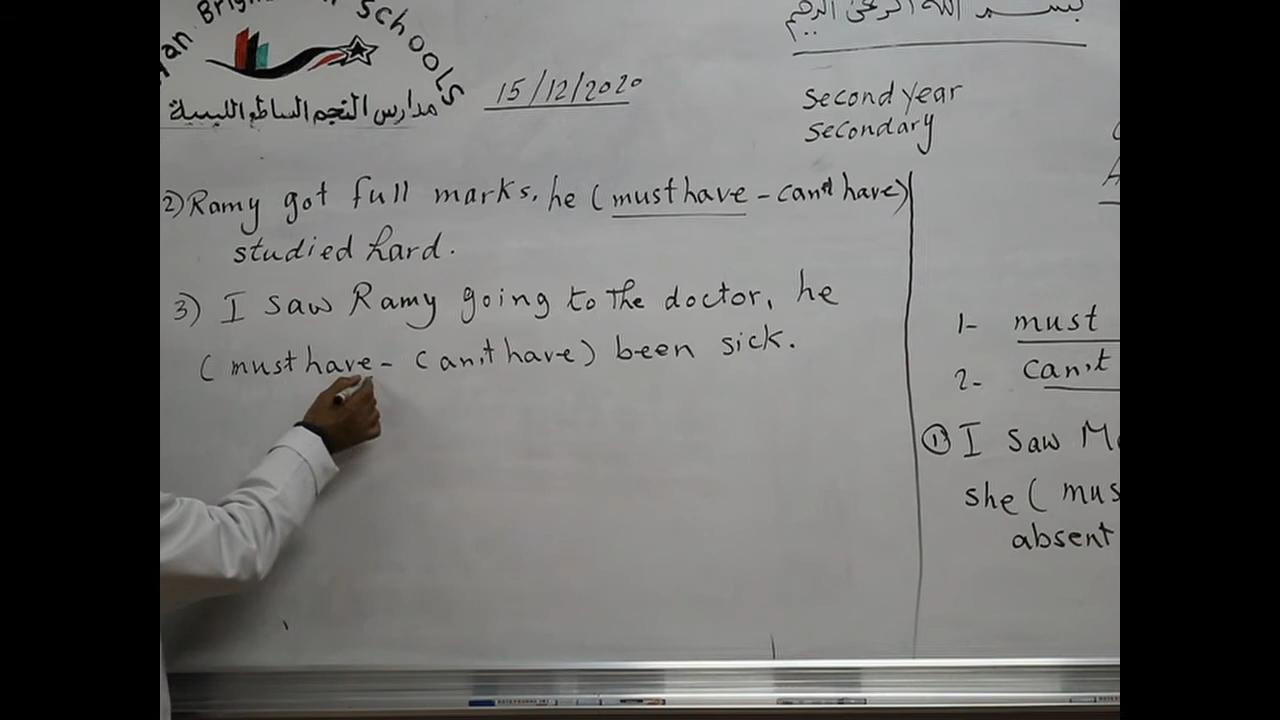 Schools
مدارس النجم الساطع الليبية
15/12/2020
بسم الله الرحمن الرحيم
Second year
Secondary
2) Ramy got full marks, he (must have - can't have)
studied hard.
3) I saw Ramy going to the doctor, he
(must have - can,t have) been sick.
1- must
2- can,t
① I saw
she (
absent